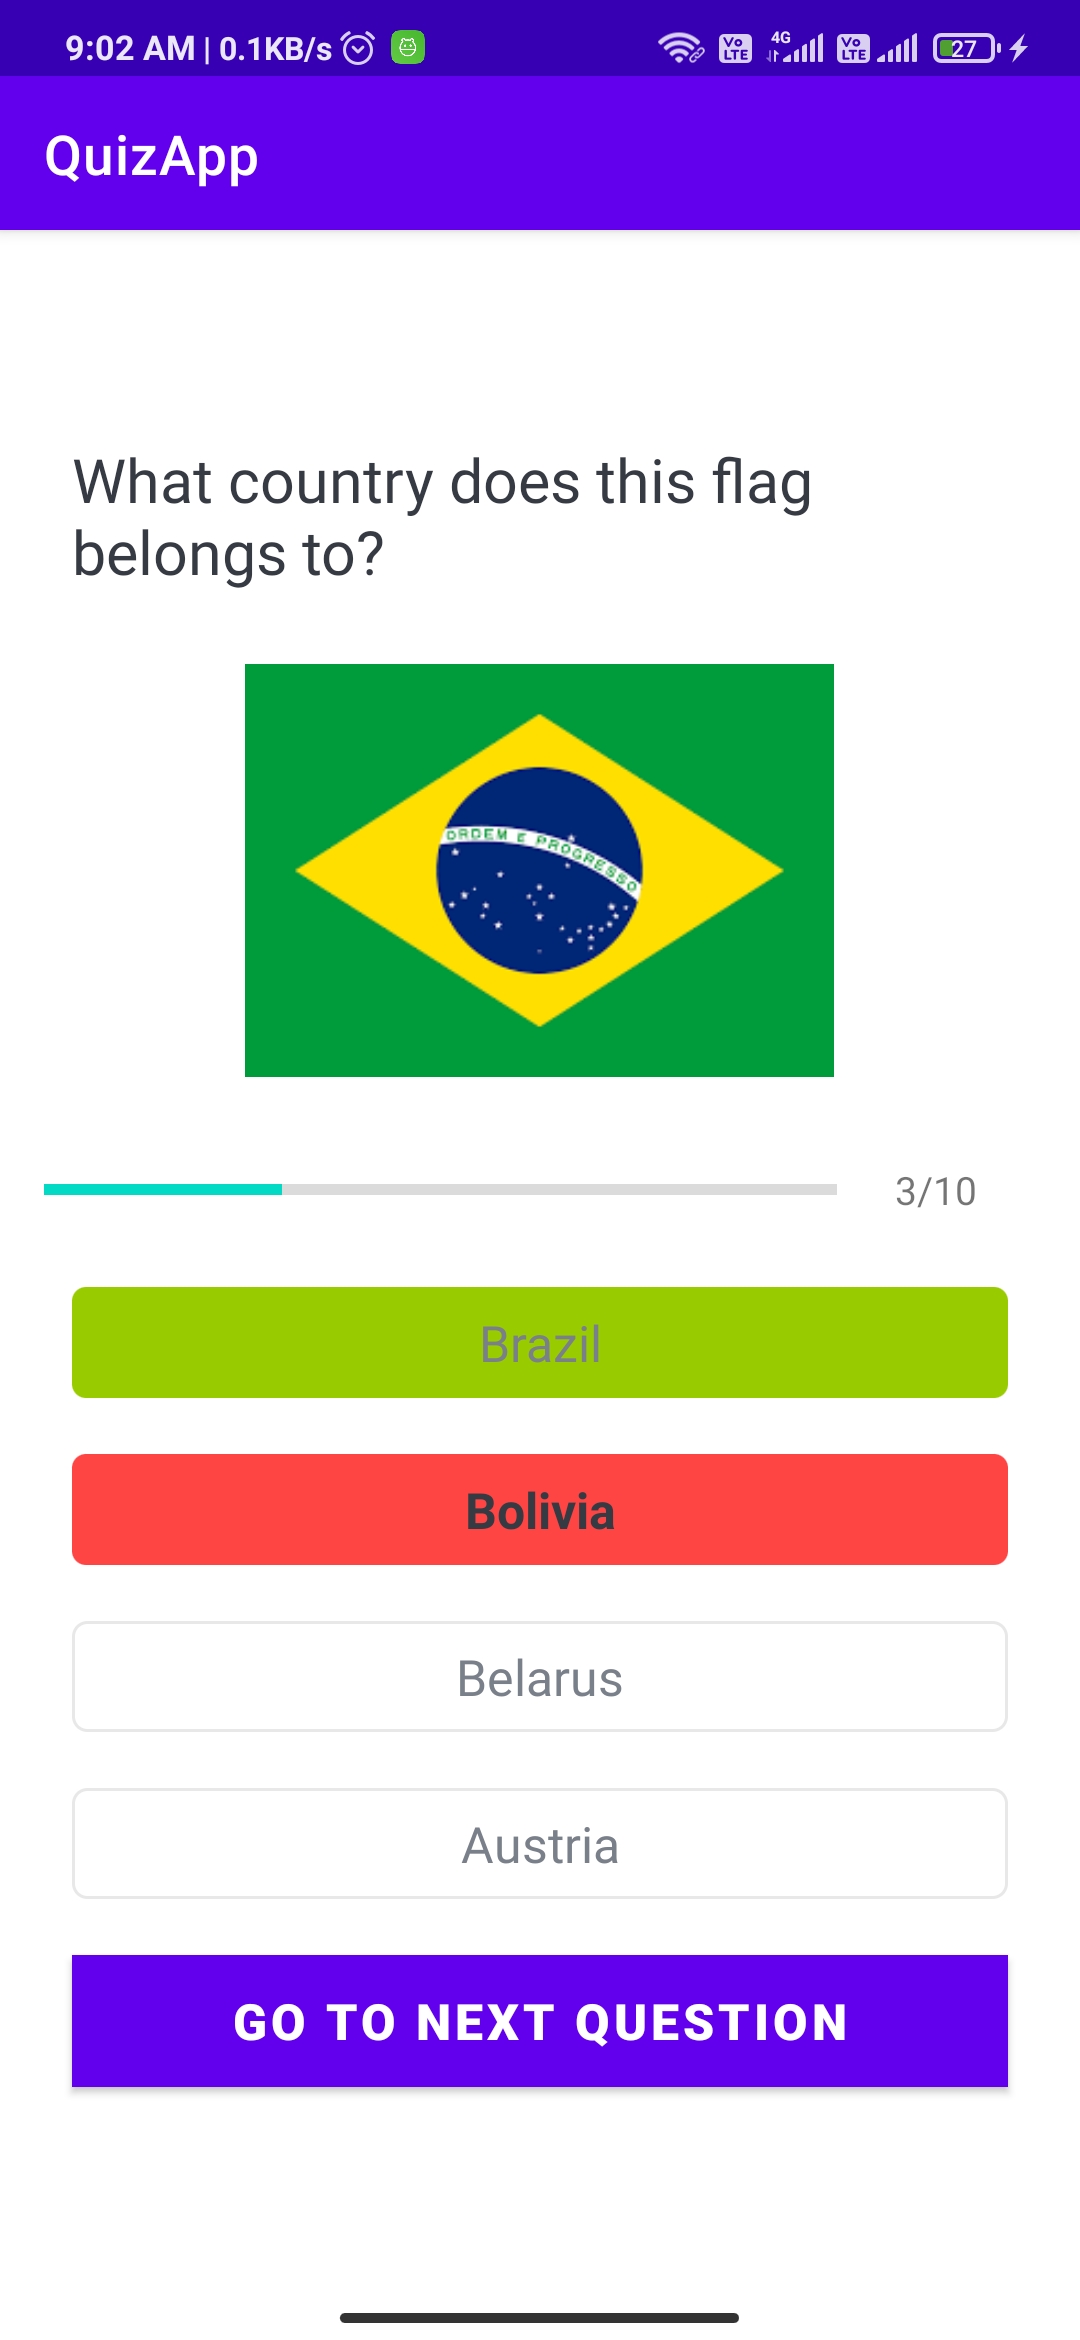 9:02 AM | 0.1KB/s
Vo LTE 4G Vo LTE 27
QuizApp
What country does this flag
belongs to?
ORDEM E PROGRESSO
3/10
Brazil
Bolivia
Belarus
Austria
GO TO NEXT QUESTION